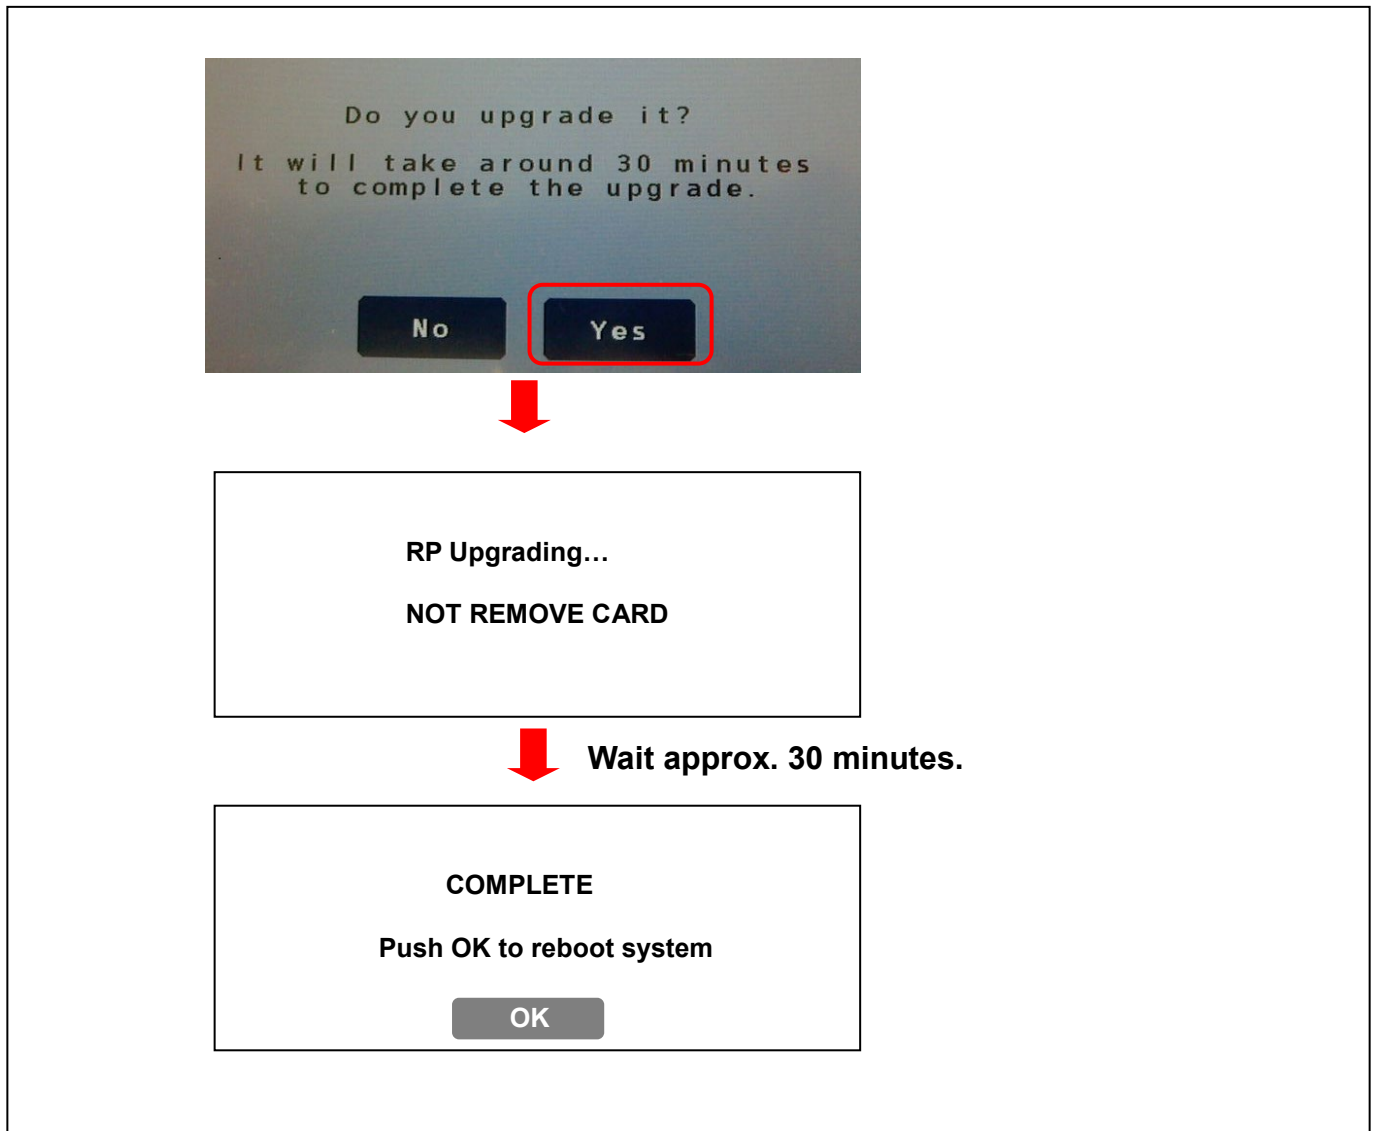 Do you upgrade it?
It will take around 30 minutes
to complete the upgrade.
No
Yes
RP Upgrading…
NOT REMOVE CARD
Wait approx. 30 minutes.
COMPLETE
Push OK to reboot system
OK